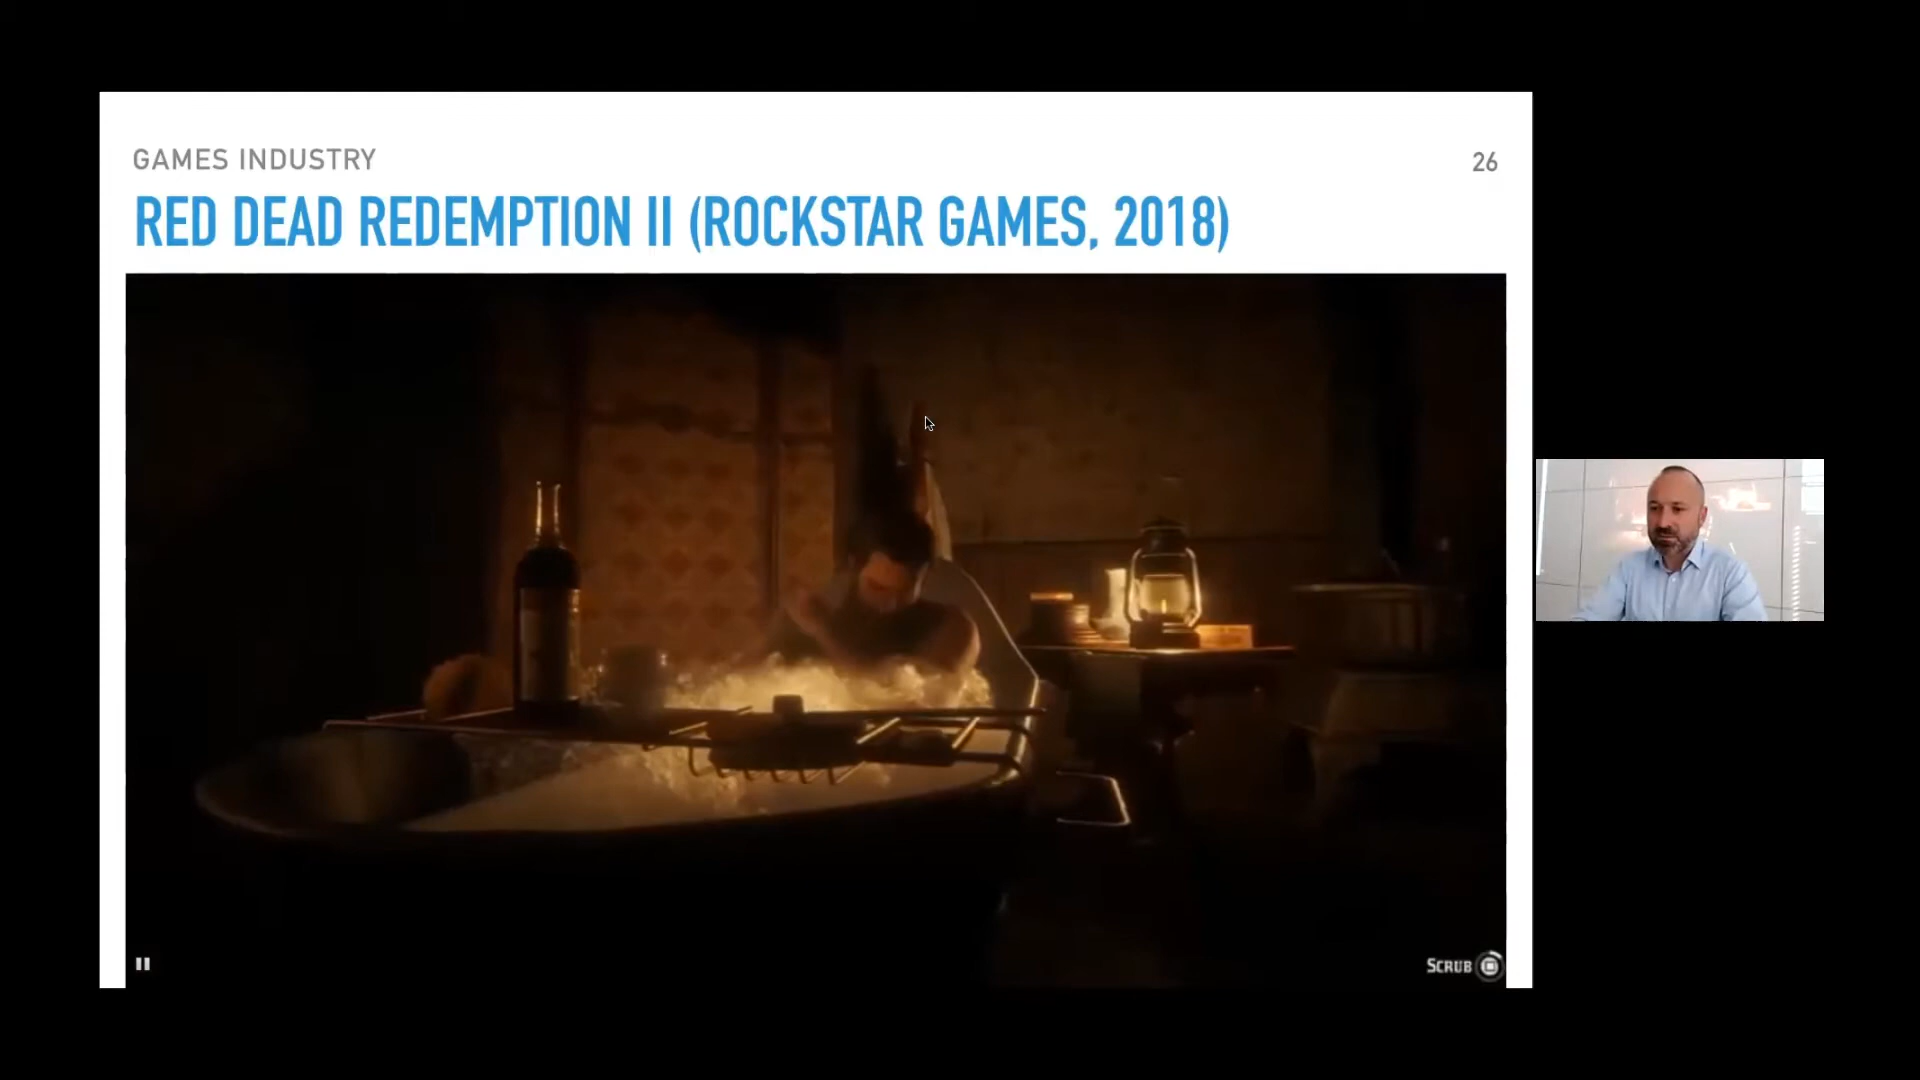 GAMES INDUSTRY
26
RED DEAD REDEMPTION II (ROCKSTAR GAMES, 2018)
SCRUB